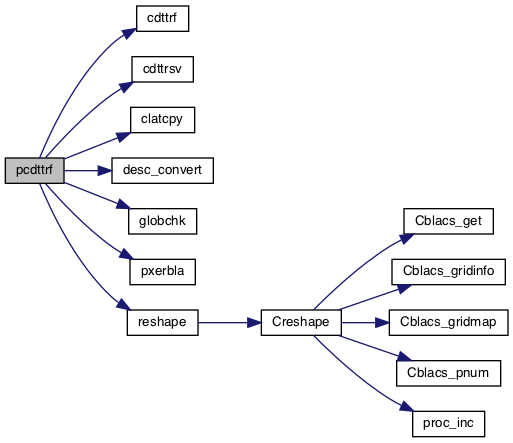 cdttrf
cdttrsv
clatcpy
pcdttrf
desc_convert
globchk
Cblacs_get
pxerbla
Cblacs_gridinfo
reshape
Creshape
Cblacs_gridmap
Cblacs_pnum
proc_inc